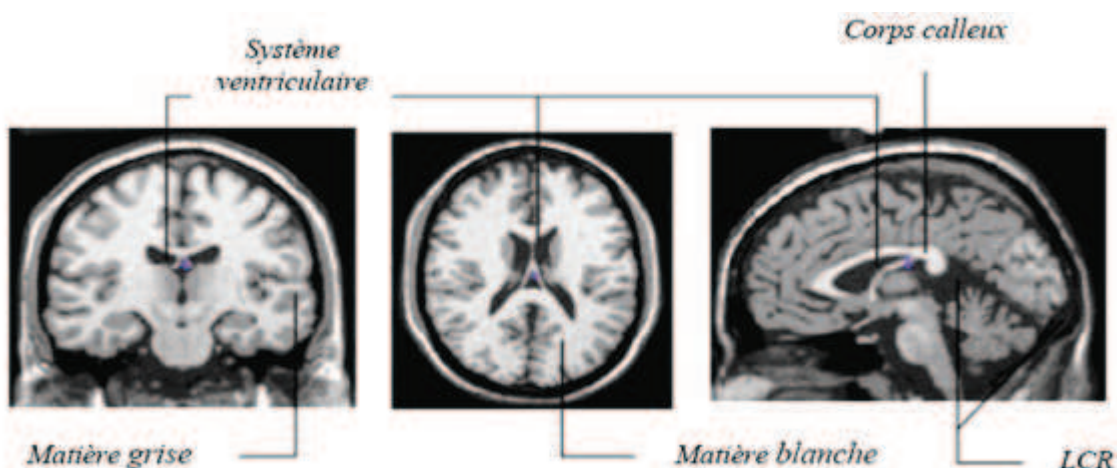 Corps calleux
Système
ventriculaire
Matière grise
Matière blanche
LCR